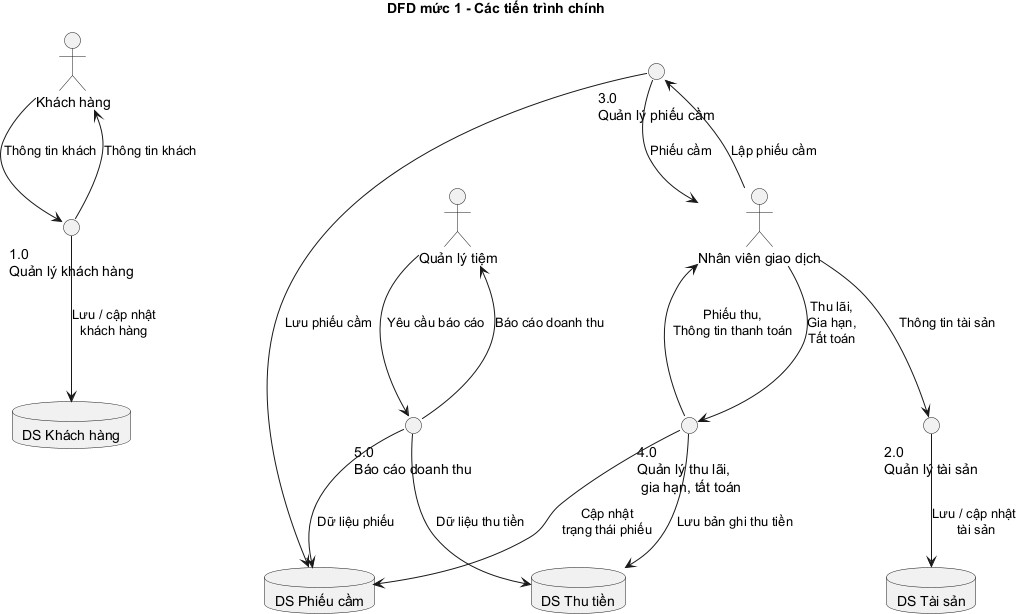 DFD mức 1 - Các tiến trình chính
Khách hàng
Thông tin khách
Thông tin khách
1.0
Quản lý khách hàng
Lưu / cập nhật
khách hàng
DS Khách hàng
3.0
Quản lý phiếu cầm
Phiếu cầm
Lập phiếu cầm
Quản lý tiệm
Nhân viên giao dịch
Lưu phiếu cầm
Yêu cầu báo cáo
Báo cáo doanh thu
Phiếu thu,
Thông tin thanh toán
Thu lãi,
Gia hạn,
Tất toán
Thông tin tài sản
5.0
Báo cáo doanh thu
4.0
Quản lý thu lãi,
gia hạn, tất toán
2.0
Quản lý tài sản
Dữ liệu phiếu
Dữ liệu thu tiền
Cập nhật
trạng thái phiếu
Lưu bản ghi thu tiền
Lưu / cập nhật
tài sản
DS Phiếu cầm
DS Thu tiền
DS Tài sản